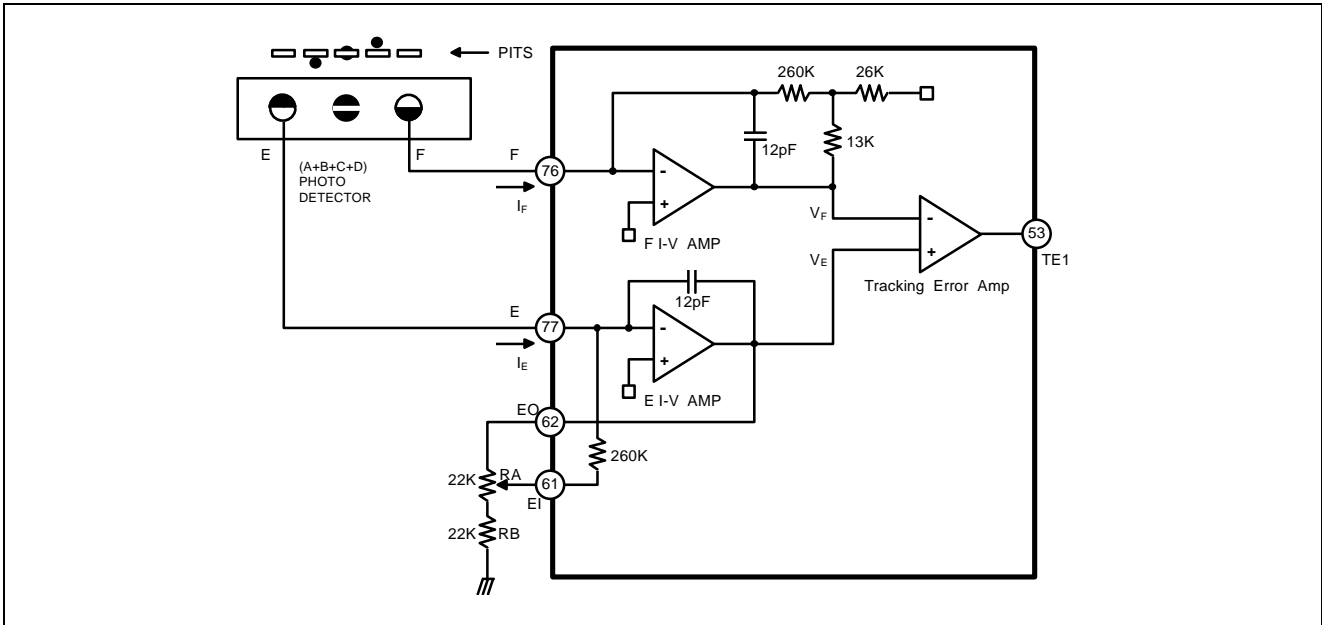 PITS
260K
26K
12pF
13K
E
F
F
76
(A+B+C+D)
PHOTO
DETECTOR
-
+
IF
F I-V AMP
VF
VE
-
+
53
TE1
Tracking Error Amp
12pF
E
77
-
+
IE
E I-V AMP
EO
62
260K
22K
RA
61
EI
22K
RB